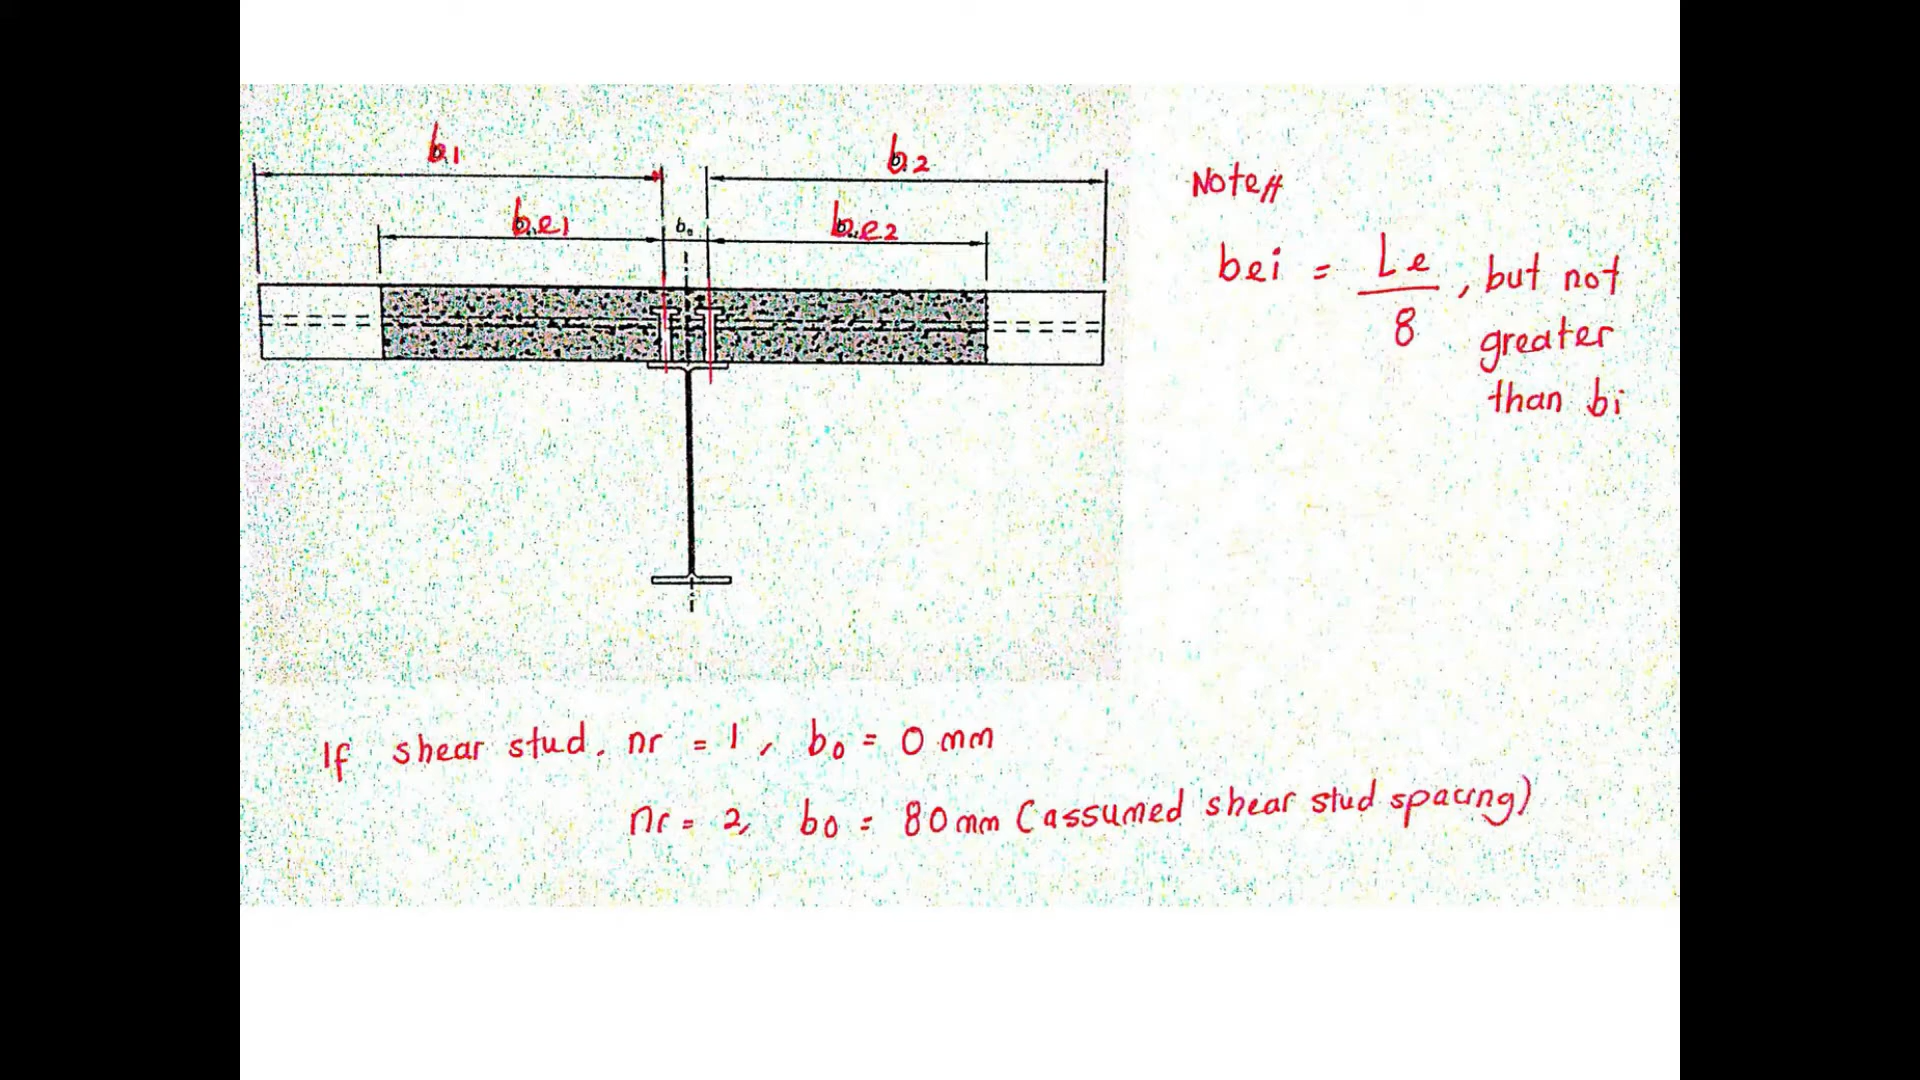 b1
b2
be1
b0
be2
Note//
bei = Le / 8 , but not
greater
than bi
If shear stud. nr = 1, b0 = 0 mm
nr = 2, b0 = 80 mm (assumed shear stud spacing)